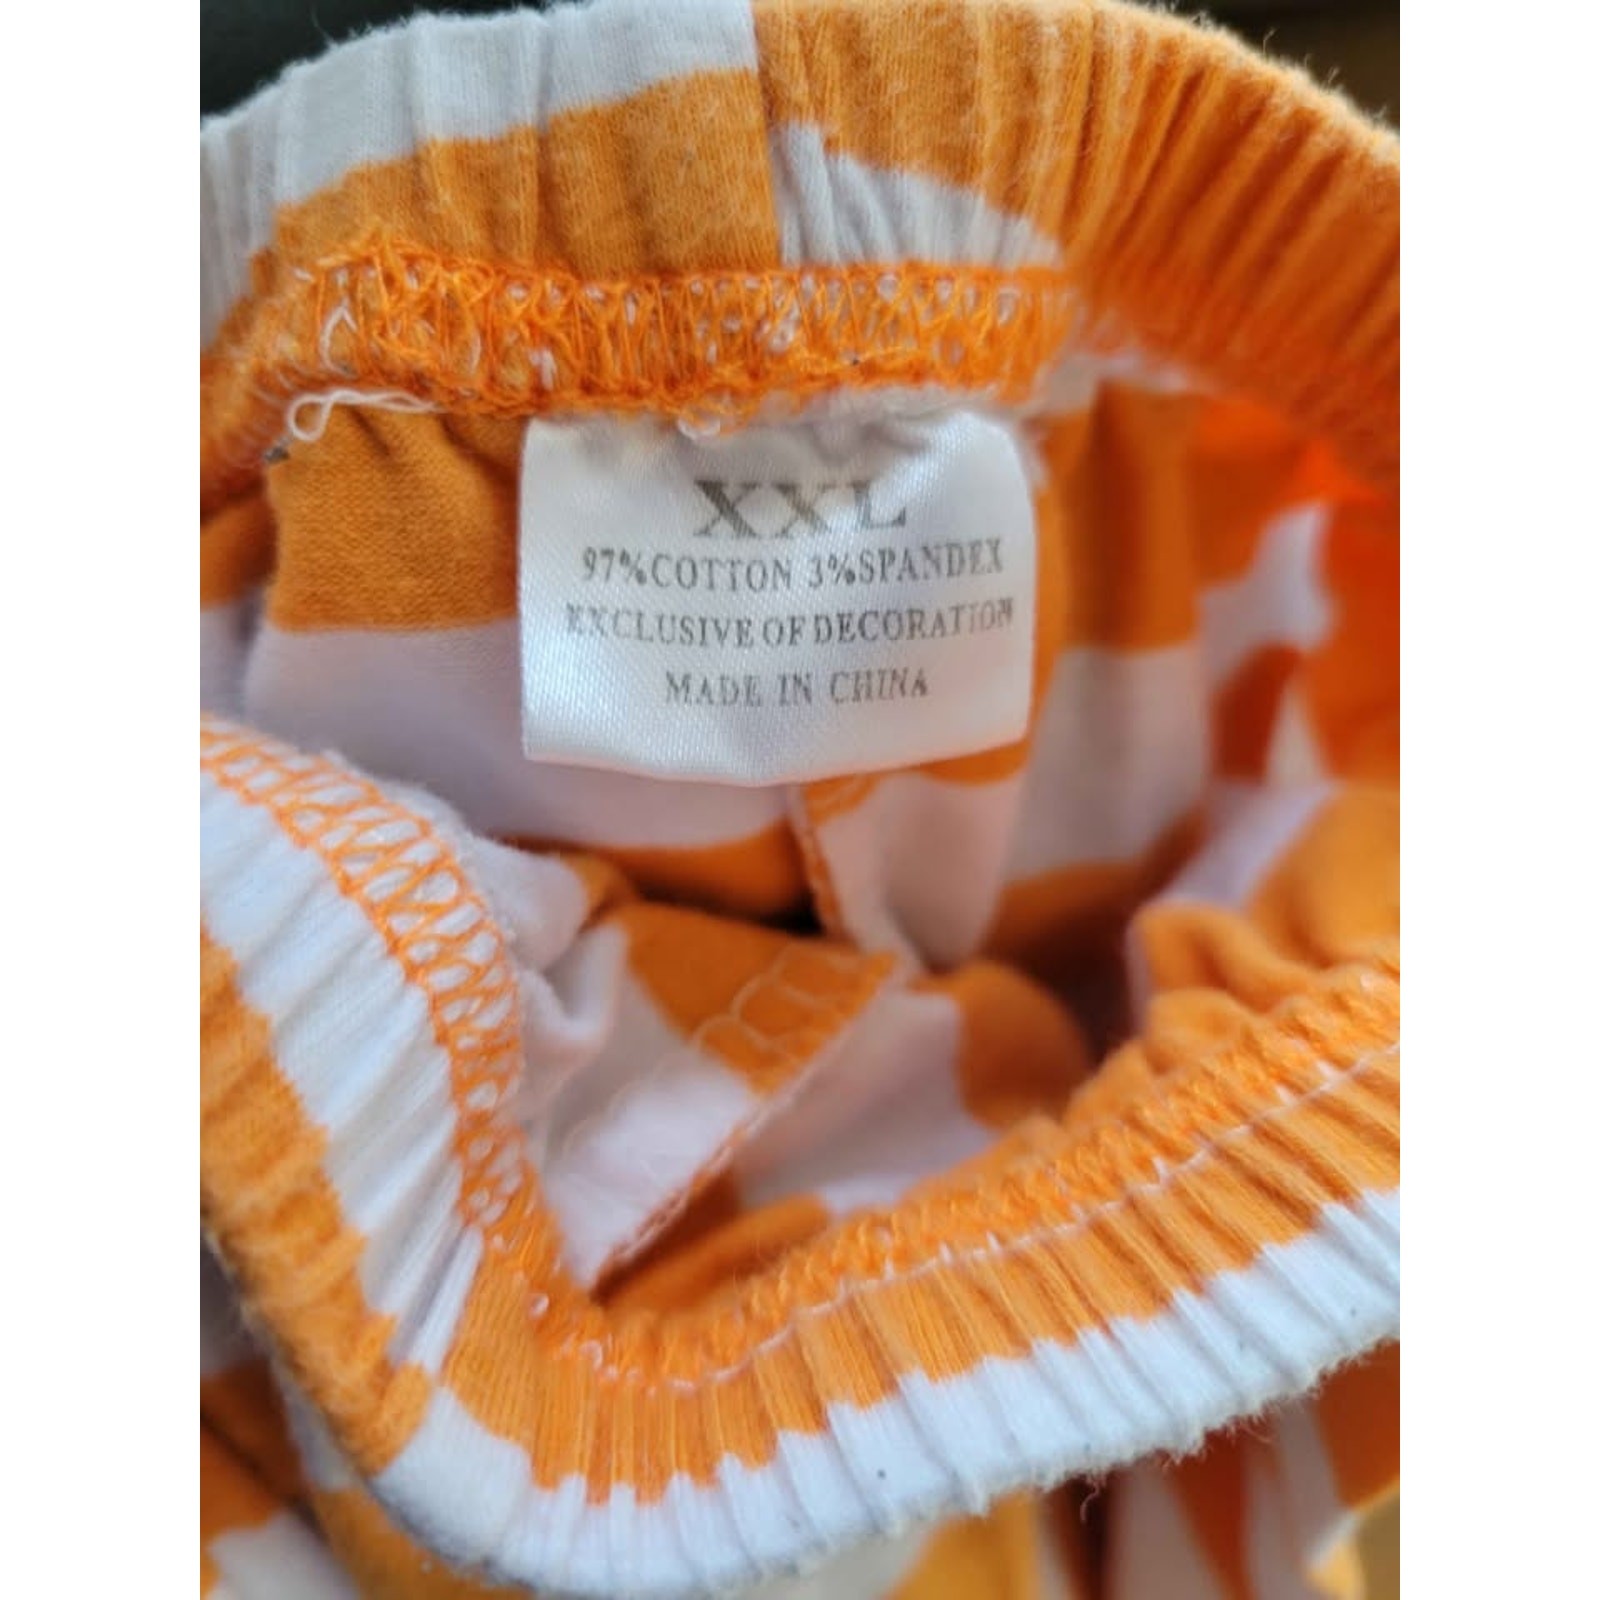 XXL
97%COTTON 3%SPANDEX
EXCLUSIVE OF DECORATION
MADE IN CHINA